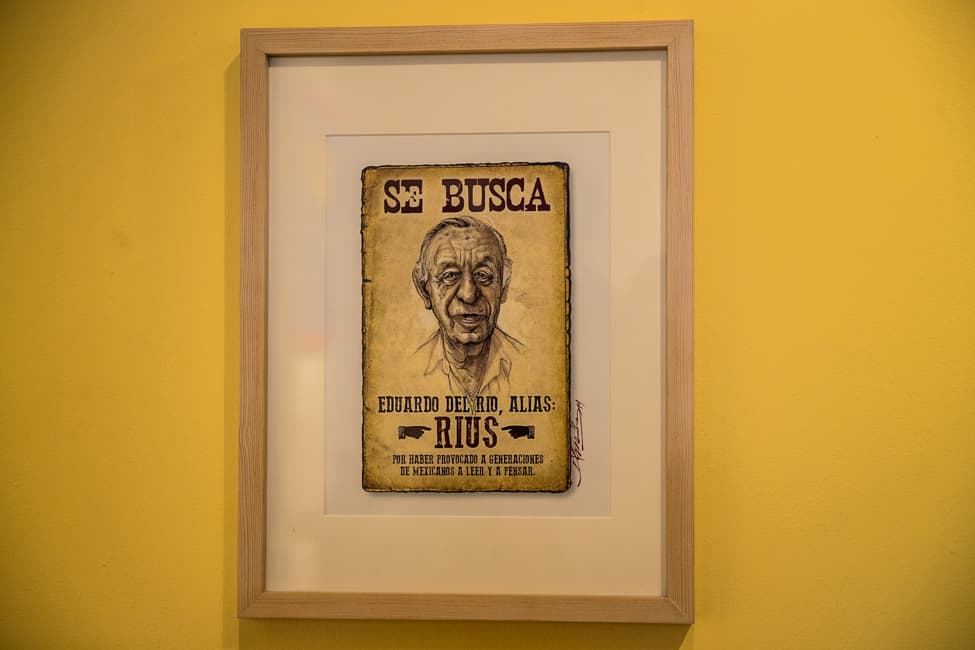 SE BUSCA
EDUARDO DEL RIO, ALIAS:
RIUS
POR HABER PROVOCADO A GENERACIONES
DE MEXICANOS A LEER Y A PENSAR.